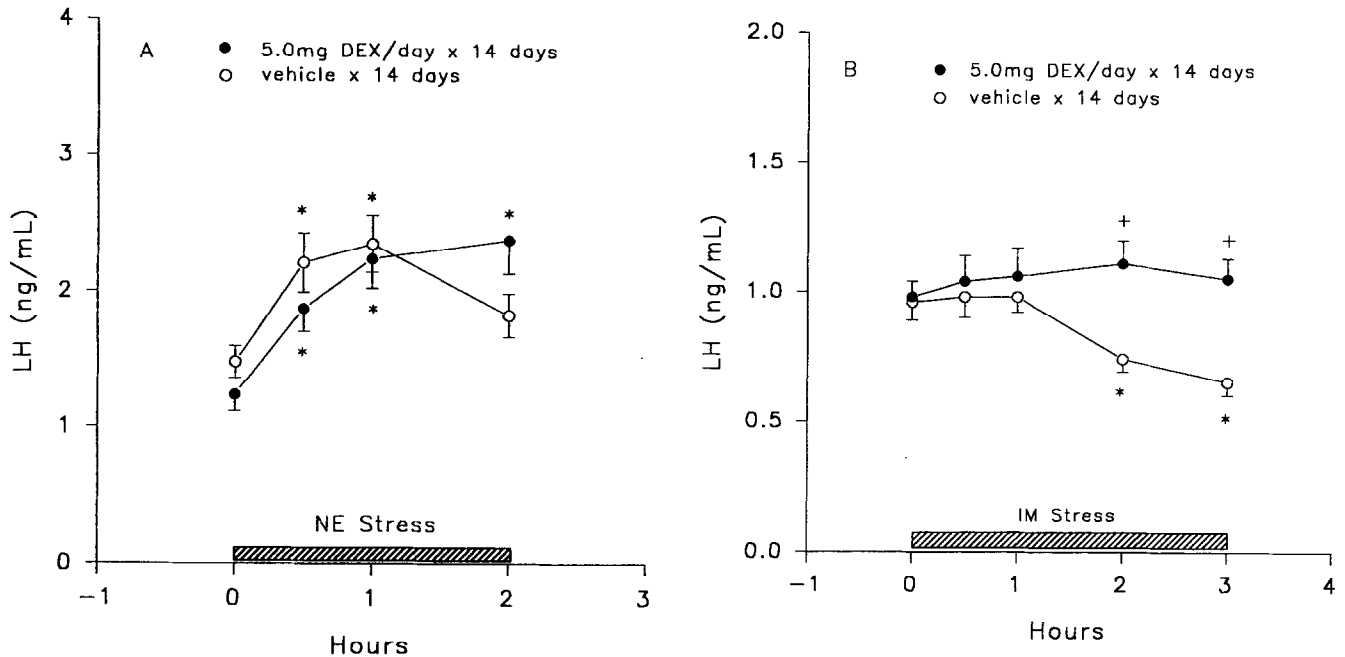 A
5.0mg DEX/day x 14 days
vehicle x 14 days
4
3
2
1
0
LH (ng/mL)
* * *
* *
NE Stress
-1 0 1 2 3
Hours
B
5.0mg DEX/day x 14 days
vehicle x 14 days
2.0
1.5
1.0
0.5
0.0
LH (ng/mL)
+ +
* *
IM Stress
-1 0 1 2 3 4
Hours